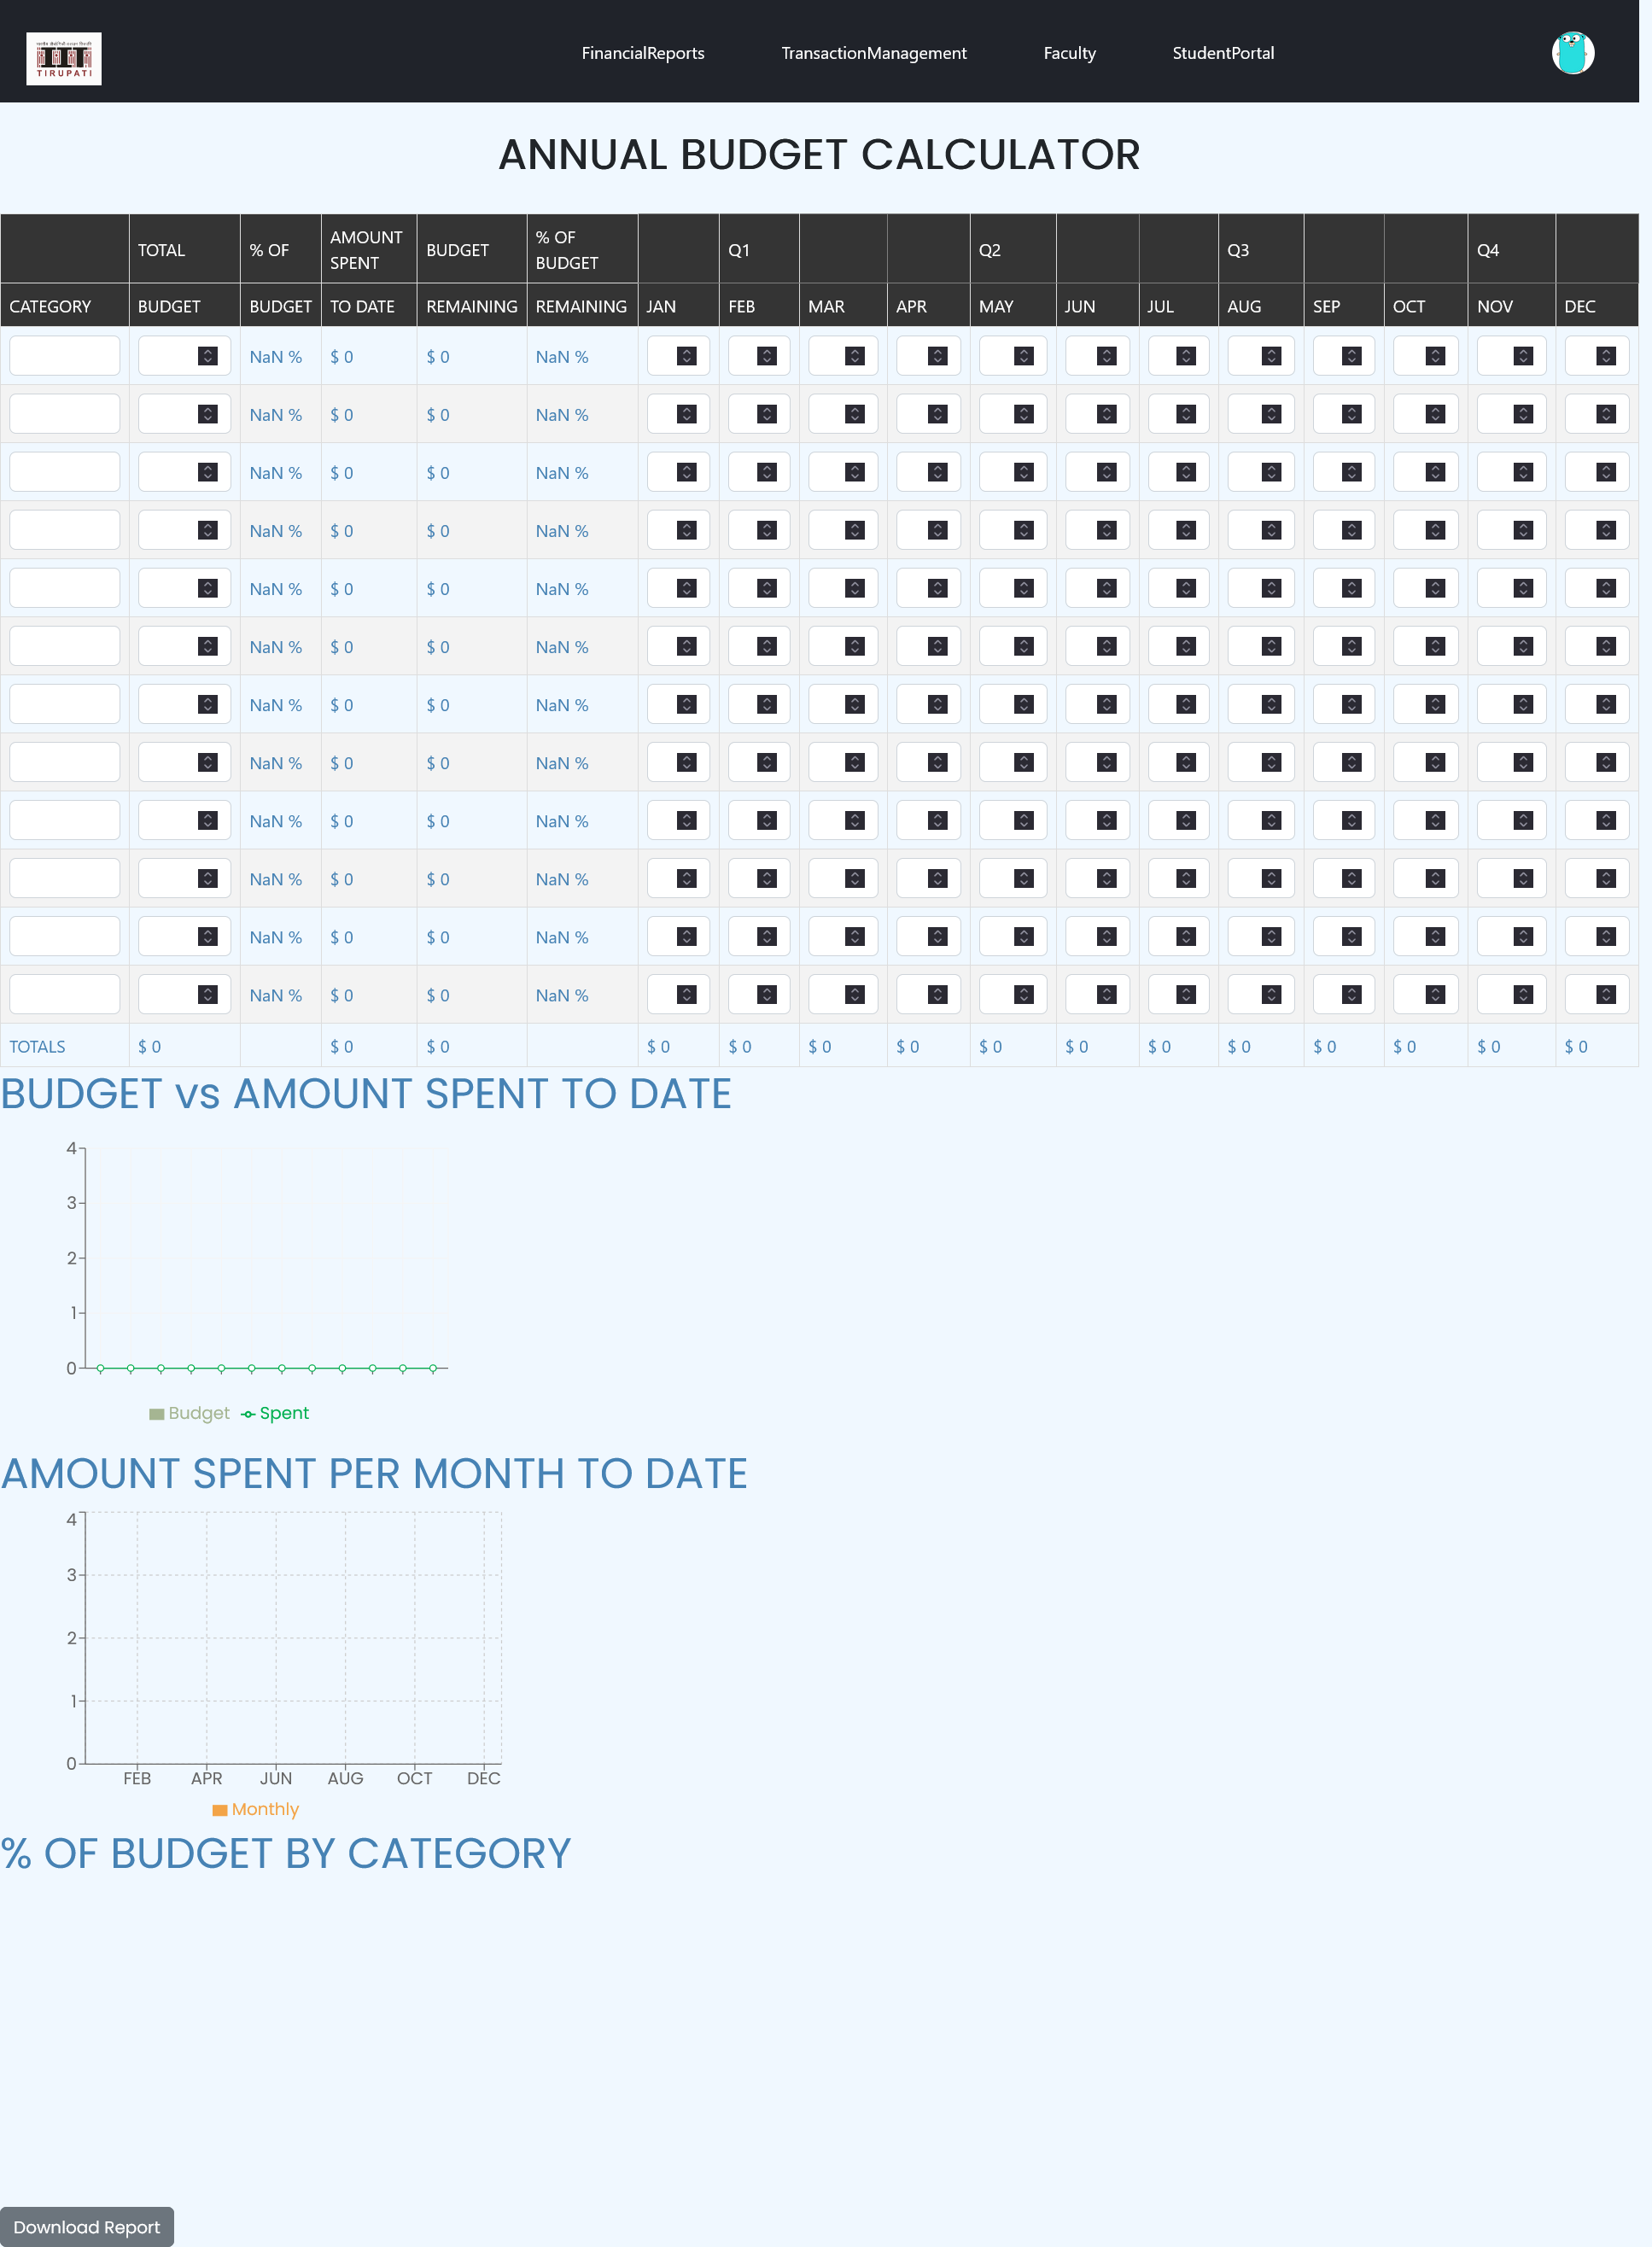 TIRUPATI
FinancialReports TransactionManagement Faculty StudentPortal
ANNUAL BUDGET CALCULATOR
TOTAL % OF AMOUNT SPENT BUDGET % OF BUDGET Q1 Q2 Q3 Q4
CATEGORY BUDGET BUDGET TO DATE REMAINING REMAINING JAN FEB MAR APR MAY JUN JUL AUG SEP OCT NOV DEC
NaN % $ 0 $ 0 NaN %
NaN % $ 0 $ 0 NaN %
NaN % $ 0 $ 0 NaN %
NaN % $ 0 $ 0 NaN %
NaN % $ 0 $ 0 NaN %
NaN % $ 0 $ 0 NaN %
NaN % $ 0 $ 0 NaN %
NaN % $ 0 $ 0 NaN %
NaN % $ 0 $ 0 NaN %
NaN % $ 0 $ 0 NaN %
NaN % $ 0 $ 0 NaN %
NaN % $ 0 $ 0 NaN %
TOTALS $ 0 $ 0 $ 0 $ 0 $ 0 $ 0 $ 0 $ 0 $ 0 $ 0 $ 0 $ 0 $ 0 $ 0 $ 0
BUDGET vs AMOUNT SPENT TO DATE
4
3
2
1
0
Budget Spent
AMOUNT SPENT PER MONTH TO DATE
4
3
2
1
0
FEB APR JUN AUG OCT DEC
Monthly
% OF BUDGET BY CATEGORY
Download Report